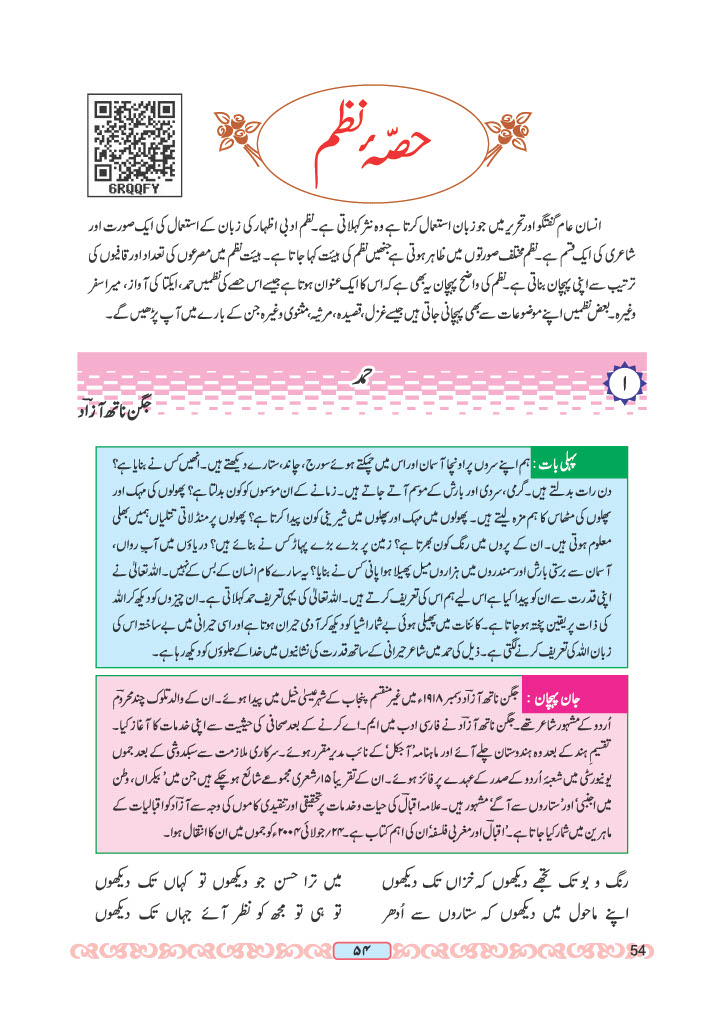 حصّۂ نظم
6RQQFY
انسان عام گفتگو اور تحریر میں جو زبان استعمال کرتا ہے وہ نثر کہلاتی ہے۔ نظم ادبی اظہار کی زبان کے استعمال کی ایک صورت اور
شاعری کی ایک قسم ہے۔ نظم مختلف صورتوں میں ظاہر ہوتی ہے جنھیں نظم کی ہیئت کہا جاتا ہے۔ ہیئت نظم میں مصرعوں کی تعداد اور قافیوں کی
ترتیب سے اپنی پہچان بناتی ہے۔ نظم کی واضح پہچان یہ بھی ہے کہ اس کا ایک عنوان ہوتا ہے جیسے اس حصے کی نظمیں حمد، ایکتا کی آواز، میرا سفر
وغیرہ۔ بعض نظمیں اپنے موضوعات سے بھی پہچانی جاتی ہیں جیسے غزل، قصیدہ، مرثیہ، مثنوی وغیرہ جن کے بارے میں آپ پڑھیں گے۔
۱
حمد
جگن ناتھ آزادؔ
پہلی بات : ہم اپنے سروں پر اونچا آسمان اور اس میں چمکتے ہوئے سورج، چاند، ستارے دیکھتے ہیں۔ انھیں کس نے بنایا ہے؟
دن رات بدلتے ہیں۔ گرمی، سردی اور بارش کے موسم آتے جاتے ہیں۔ زمانے کے ان موسموں کو کون بدلتا ہے؟ پھولوں کی مہک اور
پھلوں کی مٹھاس کا ہم مزہ لیتے ہیں۔ پھولوں میں مہک اور پھلوں میں شیرینی کون پیدا کرتا ہے؟ پھولوں پر منڈلاتی تتلیاں ہمیں بھلی
معلوم ہوتی ہیں۔ ان کے پروں میں رنگ کون بھرتا ہے؟ زمین پر بڑے بڑے پہاڑ کس نے بنائے ہیں؟ دریاؤں میں آبِ رواں،
آسمان سے برستی بارش اور سمندروں میں ہزاروں میل پھیلا ہوا پانی کس نے بنایا؟ یہ سارے کام انسان کے بس کے نہیں۔ اللہ تعالیٰ نے
اپنی قدرت سے ان کو پیدا کیا ہے اس لیے ہم اس کی تعریف کرتے ہیں۔ اللہ تعالیٰ کی یہی تعریف حمد کہلاتی ہے۔ ان چیزوں کو دیکھ کر اللہ
کی ذات پر یقین پختہ ہو جاتا ہے۔ کائنات میں پھیلی ہوئی بے شمار اشیا کو دیکھ کر آدمی حیران ہوتا ہے اور اسی حیرانی میں بے ساختہ اس کی
زبان اللہ کی تعریف کرنے لگتی ہے۔ ذیل کی حمد میں شاعر حیرانی کے ساتھ قدرت کی نشانیوں میں خدا کے جلووں کو دیکھ رہا ہے۔
جان پہچان : جگن ناتھ آزادؔ دسمبر ۱۹۱۸ء میں غیر منقسم پنجاب کے شہر عیسیٰ خیل میں پیدا ہوئے۔ ان کے والد تلوک چند محرومؔ
اُردو کے مشہور شاعر تھے۔ جگن ناتھ آزادؔ نے فارسی ادب میں ایم۔اے کرنے کے بعد صحافی کی حیثیت سے اپنی خدمات کا آغاز کیا۔
تقسیمِ ہند کے بعد وہ ہندوستان چلے آئے اور ماہنامہ ’آجکل‘ کے نائب مدیر مقرر ہوئے۔ سرکاری ملازمت سے سبکدوشی کے بعد جموں
یونیورسٹی میں شعبۂ اُردو کے صدر کے عہدے پر فائز ہوئے۔ ان کے تقریباً ۱۵ شعری مجموعے شائع ہو چکے ہیں جن میں ’بیکراں، وطن
میں اجنبی‘ اور ’ستاروں سے آگے‘ مشہور ہیں۔ علامہ اقبالؔ کی حیات و خدمات پر تحقیقی اور تنقیدی کاموں کی وجہ سے آزادؔ کو اقبالیات کے
ماہرین میں شمار کیا جاتا ہے۔ ’اقبالؔ اور مغربی فلسفہ‘ ان کی اہم کتاب ہے۔ ۲۴؍جولائی ۲۰۰۴ء کو جموں میں ان کا انتقال ہوا۔
رنگ و بو تک تجھے دیکھوں کہ خزاں تک دیکھوں میں ترا حسن جو دیکھوں تو کہاں تک دیکھوں
اپنے ماحول میں دیکھوں کہ ستاروں سے اُدھر تو ہی تو مجھ کو نظر آئے جہاں تک دیکھوں
۵۴
54